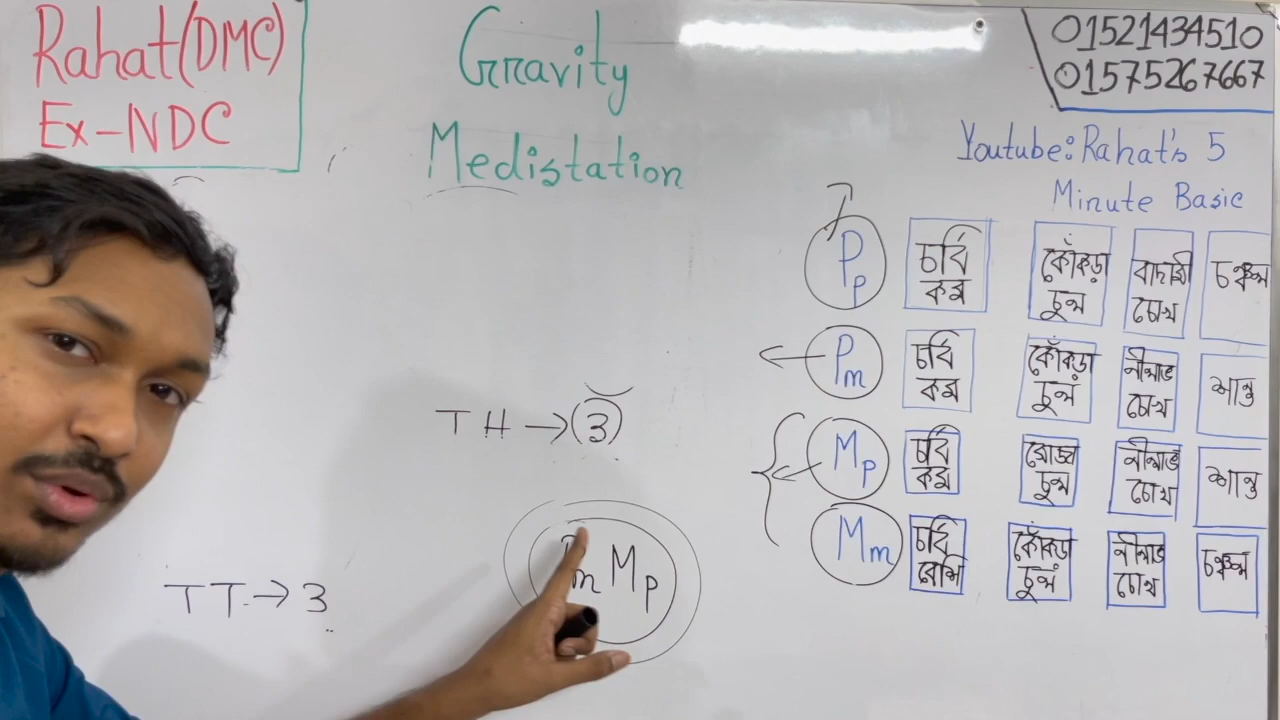 Rahat(DMC)
Ex-NDC
Gravity
Medistation
01521434510
01575267667
Youtube: Rahat's 5
Minute Basic
Pp
চর্বি
কম
কোঁকড়া
চুল
বাদামী
চোখ
চঞ্চল
Pm
চর্বি
কম
কোঁকড়া
চুল
নীলাভ
চোখ
শান্ত
Mp
চর্বি
কম
সোজা
চুল
নীলাভ
চোখ
শান্ত
Mm
চর্বি
বেশি
কোঁকড়া
চুল
নীলাভ
চোখ
চঞ্চল
TH → (3)
m Mp
TT → 3